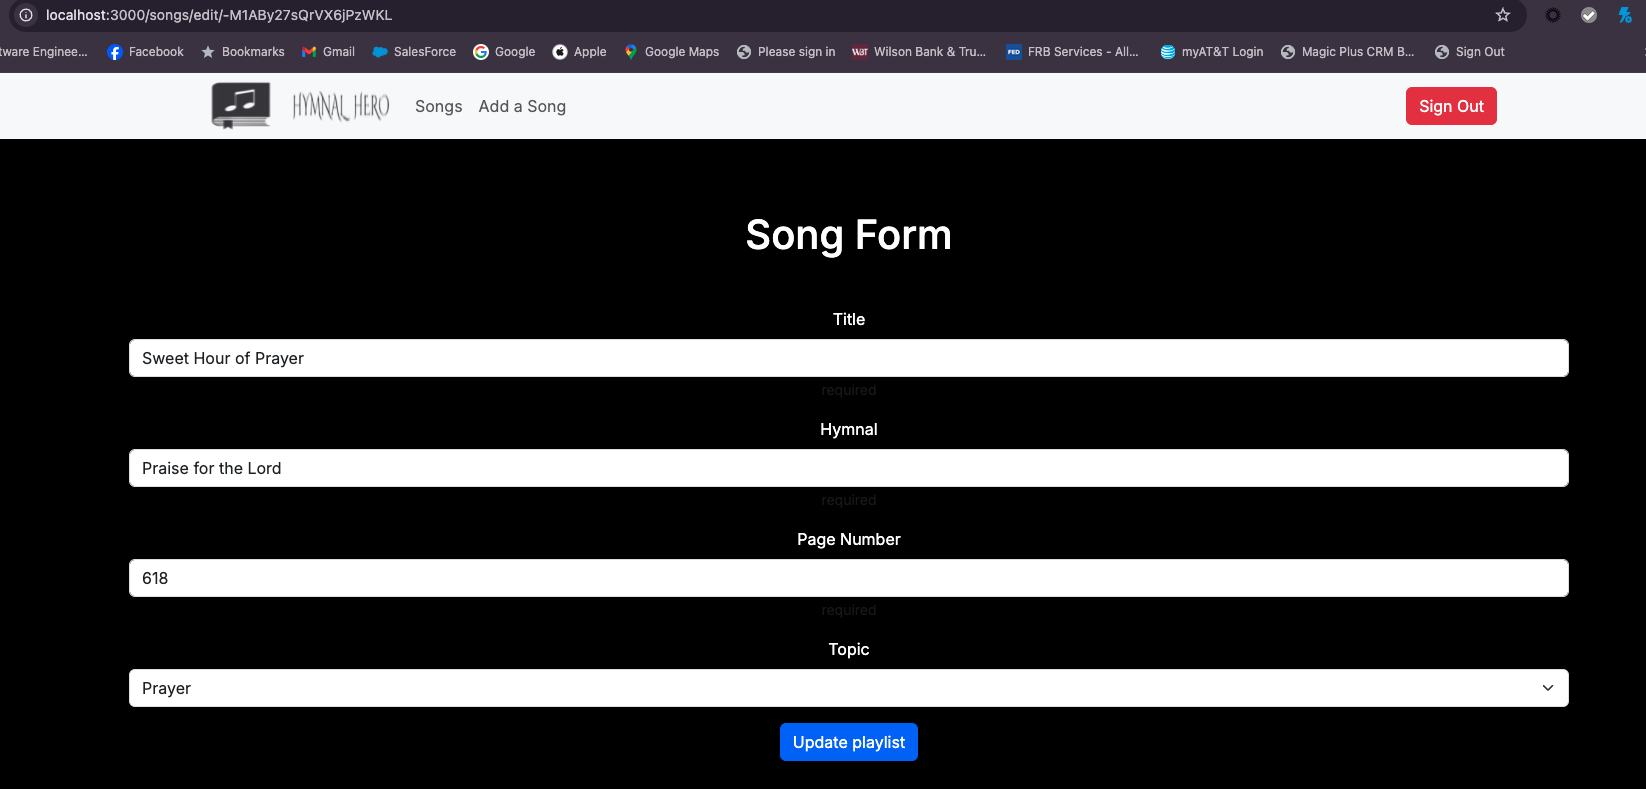 localhost:3000/songs/edit/-M1ABy27sQrVX6jPzWKL
tware Enginee... Facebook Bookmarks Gmail SalesForce Google Apple Google Maps Please sign in Wilson Bank & Tru... FRB Services - All... myAT&T Login Magic Plus CRM B... Sign Out
HYMNAL HERO Songs Add a Song Sign Out
Song Form
Title
Sweet Hour of Prayer
required
Hymnal
Praise for the Lord
required
Page Number
618
required
Topic
Prayer
Update playlist